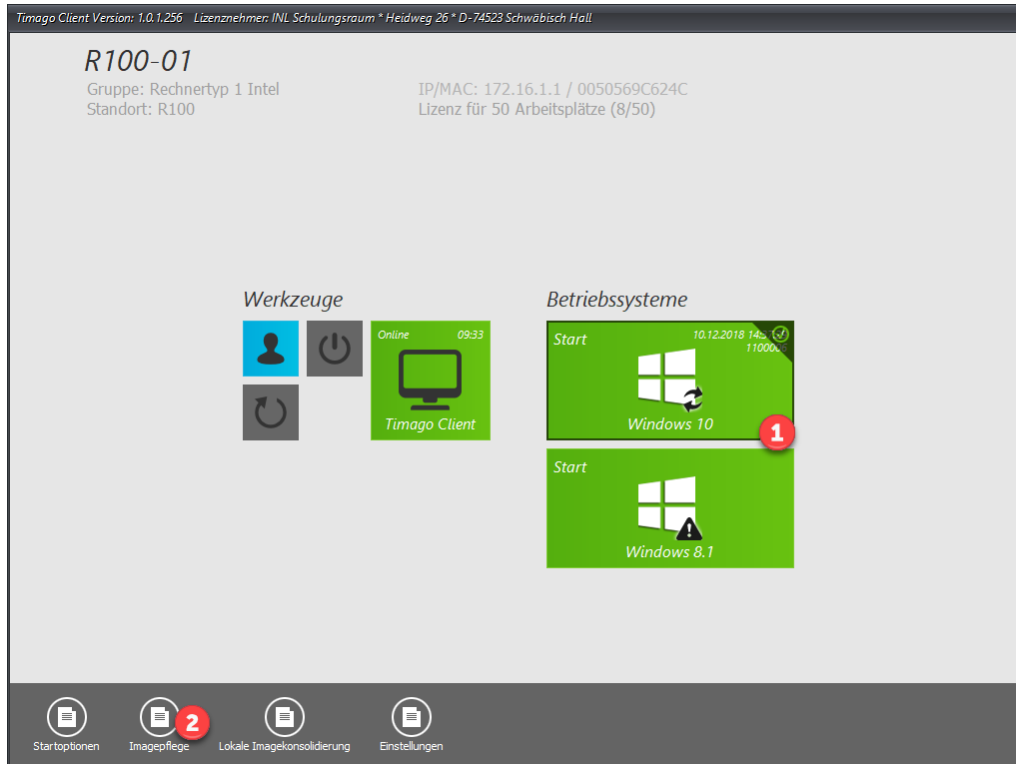 Timago Client Version: 1.0.1.256 Lizenznehmer: INL Schulungsraum * Heidweg 26 * D-74523 Schwäbisch Hall
R100-01
Gruppe: Rechnertyp 1 Intel
Standort: R100
IP/MAC: 172.16.1.1 / 0050569C624C
Lizenz für 50 Arbeitsplätze (8/50)
Werkzeuge
Online 09:33
Timago Client
Betriebssysteme
Start 10.12.2018
Windows 10
1
Start
Windows 8.1
2
Startoptionen Imagepflege Lokale Imagekonsolidierung Einstellungen